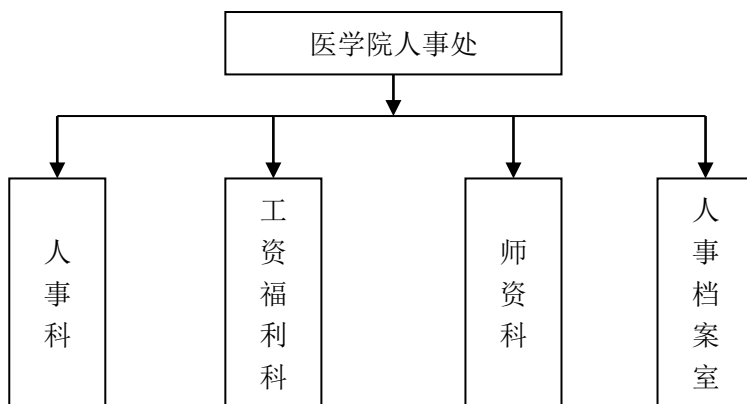 医学院人事处
人事科
工资福利科
师资科
人事档案室